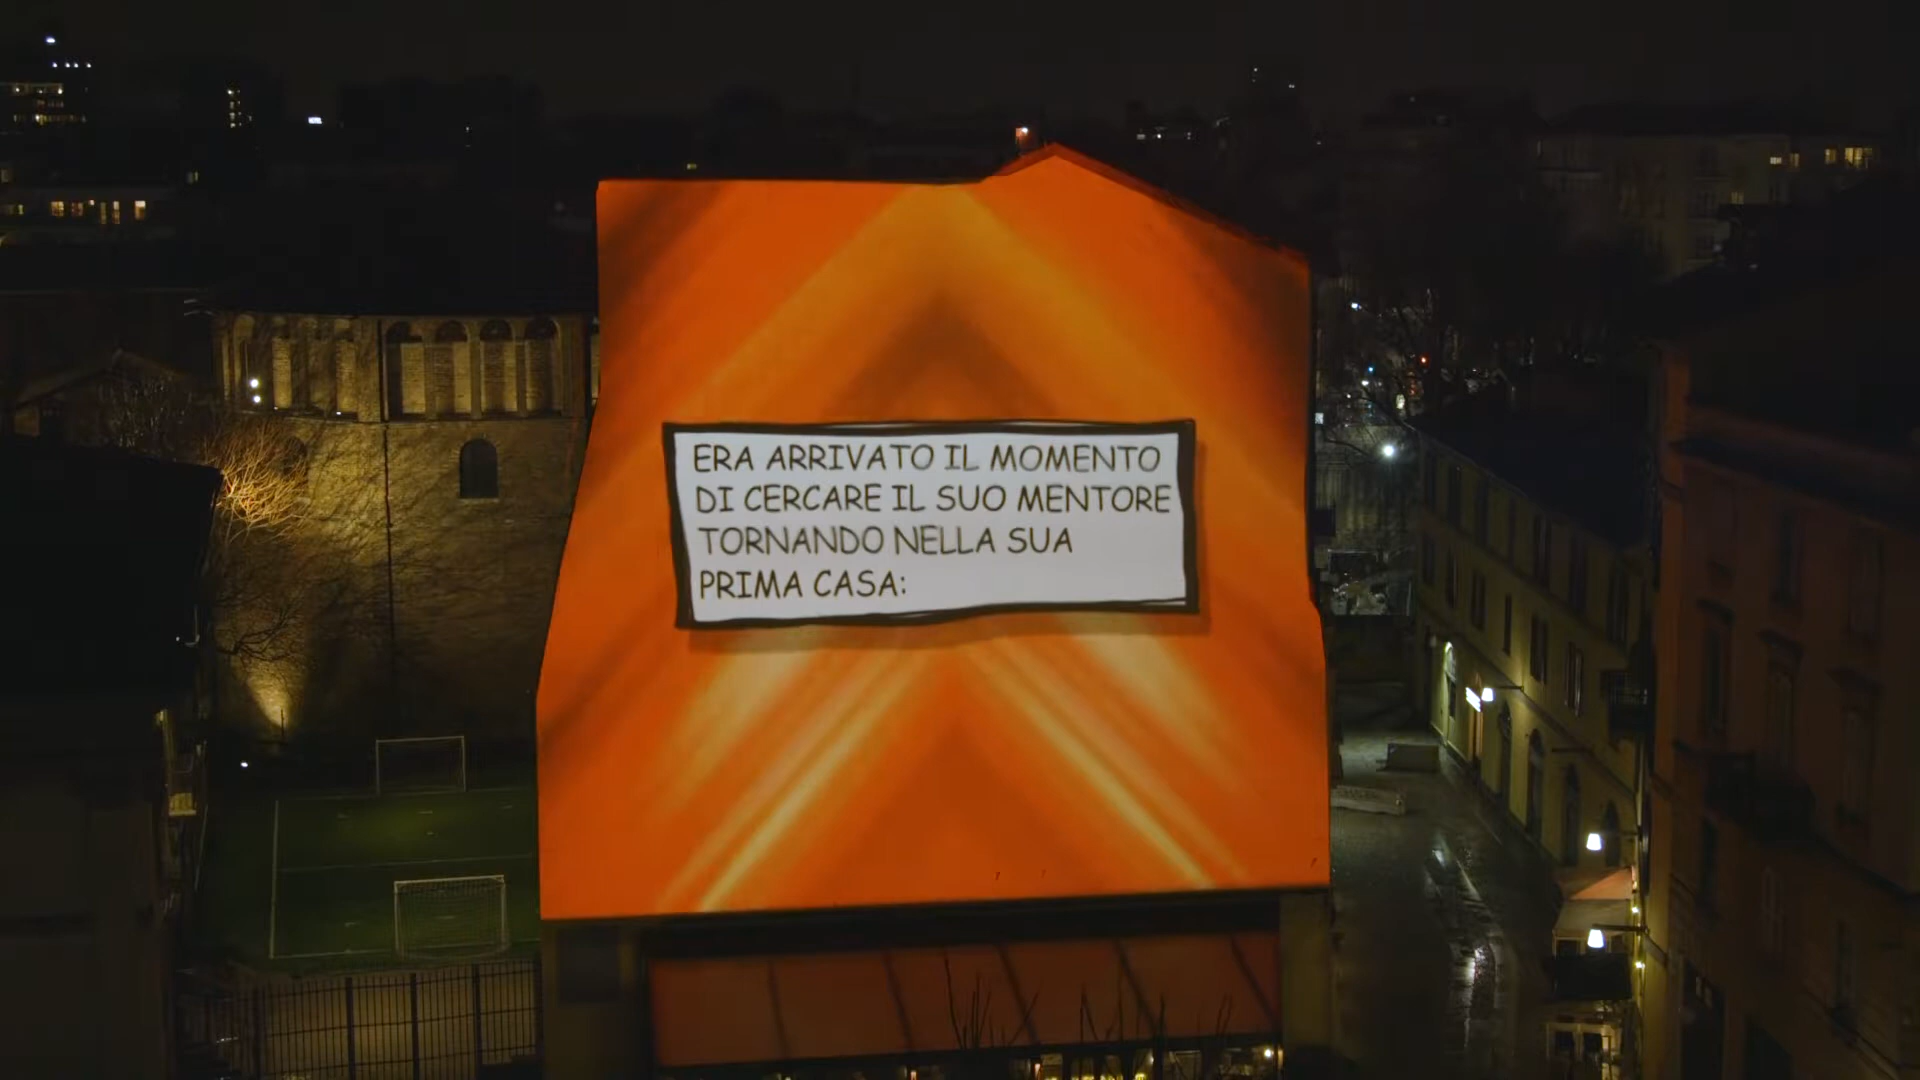 ERA ARRIVATO IL MOMENTO
DI CERCARE IL SUO MENTORE
TORNANDO NELLA SUA
PRIMA CASA: